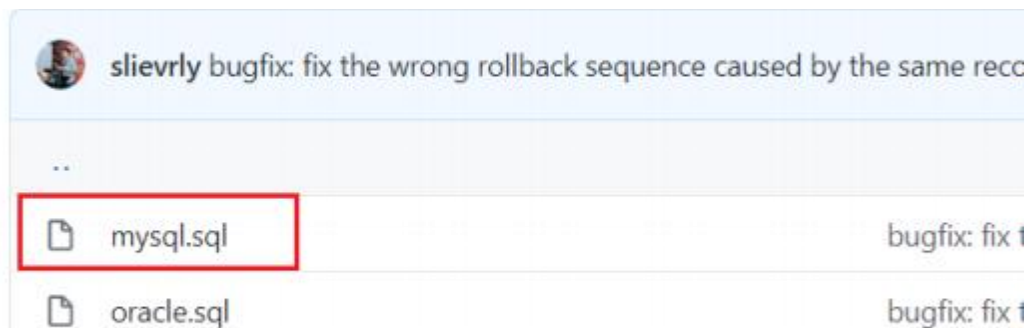 slievrly bugfix: fix the wrong rollback sequence caused by the same reco
..
mysql.sql bugfix: fix t
oracle.sql bugfix: fix t